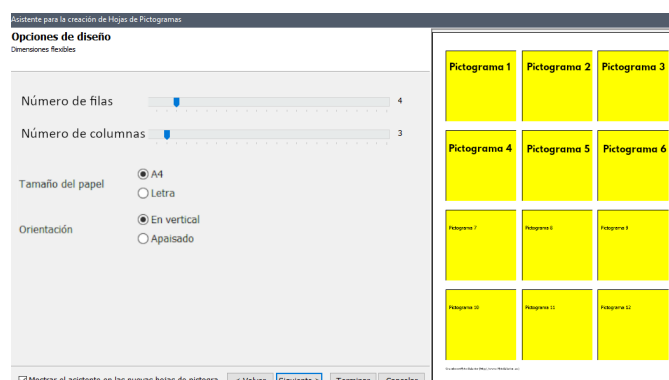 Asistente para la creación de Hojas de Pictogramas
Opciones de diseño
Dimensiones flexibles
Número de filas 4
Número de columnas 3
Tamaño del papel
A4
Letra
Orientación
En vertical
Apaisado
Mostrar el asistente en las nuevas hojas de pictogra
< Volver Siguiente > Terminar Cancelar
Pictograma 1 Pictograma 2 Pictograma 3
Pictograma 4 Pictograma 5 Pictograma 6
Pictograma 7 Pictograma 8 Pictograma 9
Pictograma 10 Pictograma 11 Pictograma 12